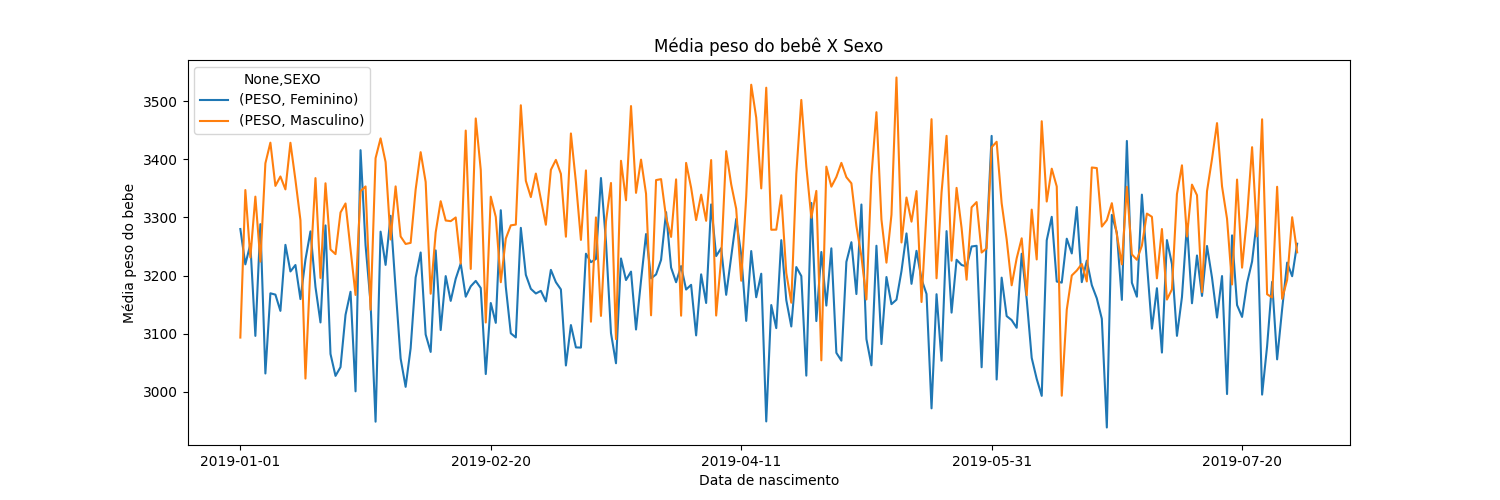 Média peso do bebê X Sexo
None,SEXO
(PESO, Feminino)
(PESO, Masculino)
3500
3400
3300
3200
3100
3000
Média peso do bebe
2019-01-01 2019-02-20 2019-04-11 2019-05-31 2019-07-20
Data de nascimento